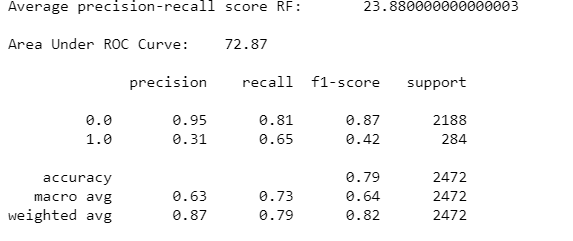 Average precision-recall score RF: 23.880000000000003
Area Under ROC Curve: 72.87
precision recall f1-score support
0.0 0.95 0.81 0.87 2188
1.0 0.31 0.65 0.42 284
accuracy 0.79 2472
macro avg 0.63 0.73 0.64 2472
weighted avg 0.87 0.79 0.82 2472